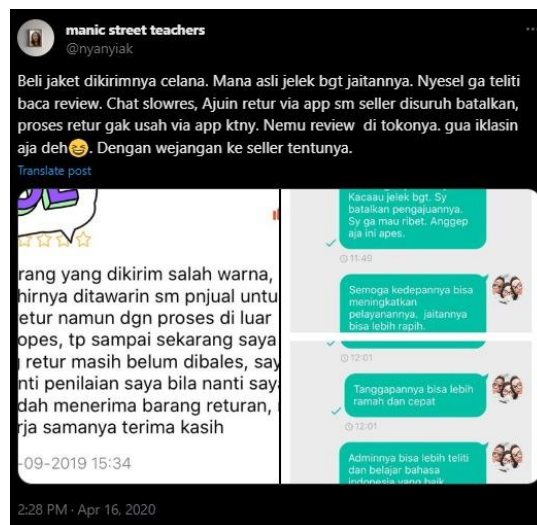 manic street teachers
@nyanyiak
Beli jaket dikirimnya celana. Mana asli jelek bgt jaitannya. Nyesel ga teliti
baca review. Chat slowres, Ajuin retur via app sm seller disuruh batalkan,
proses retur gak usah via app ktny. Nemu review di tokonya. gua iklasin
aja deh😆. Dengan wejangan ke seller tentunya.
Translate post
rang yang dikirim salah warna,
hirnya ditawarin sm pnjual untu
etur namun dgn proses di luar
opes, tp sampai sekarang saya
retur masih belum dibales, say
nti penilaian saya bila nanti say
dah menerima barang returan,
rja samanya terima kasih
-09-2019 15:34
Kacaau jelek bgt. Sy
batalkan pengajuannya.
Sy ga mau ribet. Anggep
aja ini apes.
11:49
Semoga kedepannya bisa
meningkatkan
pelayanannya. jaitannya
bisa lebih rapih.
12:01
Tanggapannya bisa lebih
ramah dan cepat
12:01
Adminnya bisa lebih teliti
dan belajar bahasa
indonesia yang baik
2:28 PM · Apr 16, 2020